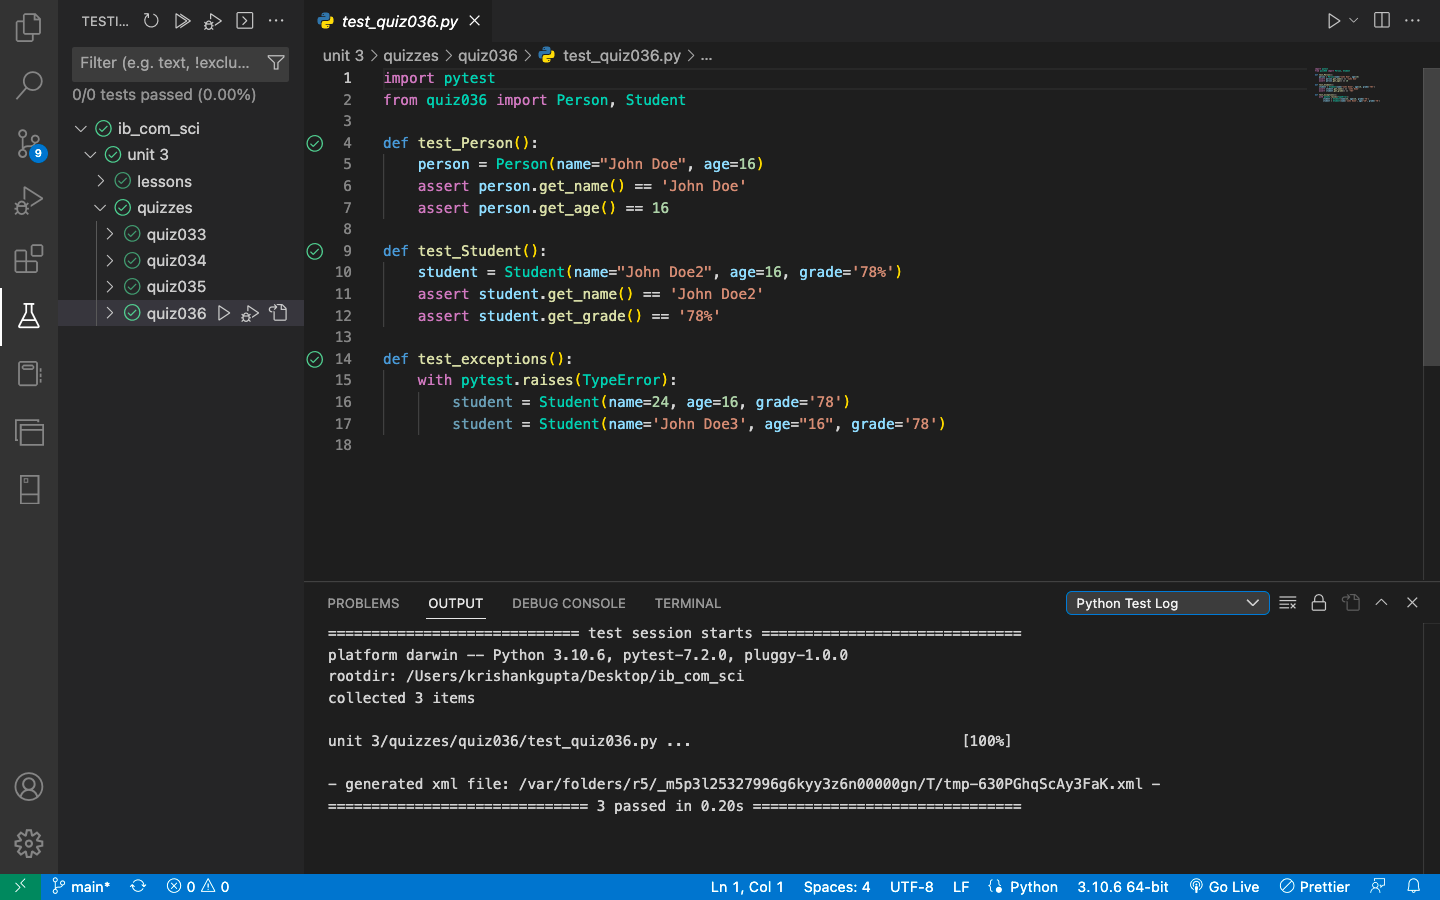 TESTI...
Filter (e.g. text, !exclu...
0/0 tests passed (0.00%)
ib_com_sci
unit 3
lessons
quizzes
quiz033
quiz034
quiz035
quiz036
9
test_quiz036.py
unit 3 > quizzes > quiz036 > test_quiz036.py > ...
1 import pytest
2 from quiz036 import Person, Student
3
4 def test_Person():
5 person = Person(name="John Doe", age=16)
6 assert person.get_name() == 'John Doe'
7 assert person.get_age() == 16
8
9 def test_Student():
10 student = Student(name="John Doe2", age=16, grade='78%')
11 assert student.get_name() == 'John Doe2'
12 assert student.get_grade() == '78%'
13
14 def test_exceptions():
15 with pytest.raises(TypeError):
16 student = Student(name=24, age=16, grade='78')
17 student = Student(name='John Doe3', age="16", grade='78')
18
PROBLEMS OUTPUT DEBUG CONSOLE TERMINAL Python Test Log
============================= test session starts ==============================
platform darwin -- Python 3.10.6, pytest-7.2.0, pluggy-1.0.0
rootdir: /Users/krishankgupta/Desktop/ib_com_sci
collected 3 items
unit 3/quizzes/quiz036/test_quiz036.py ... [100%]
- generated xml file: /var/folders/r5/_m5p3l25327996g6kyy3z6n00000gn/T/tmp-630PGhqScAy3FaK.xml -
============================== 3 passed in 0.20s ===============================
main* 0 0 Ln 1, Col 1 Spaces: 4 UTF-8 LF Python 3.10.6 64-bit Go Live Prettier